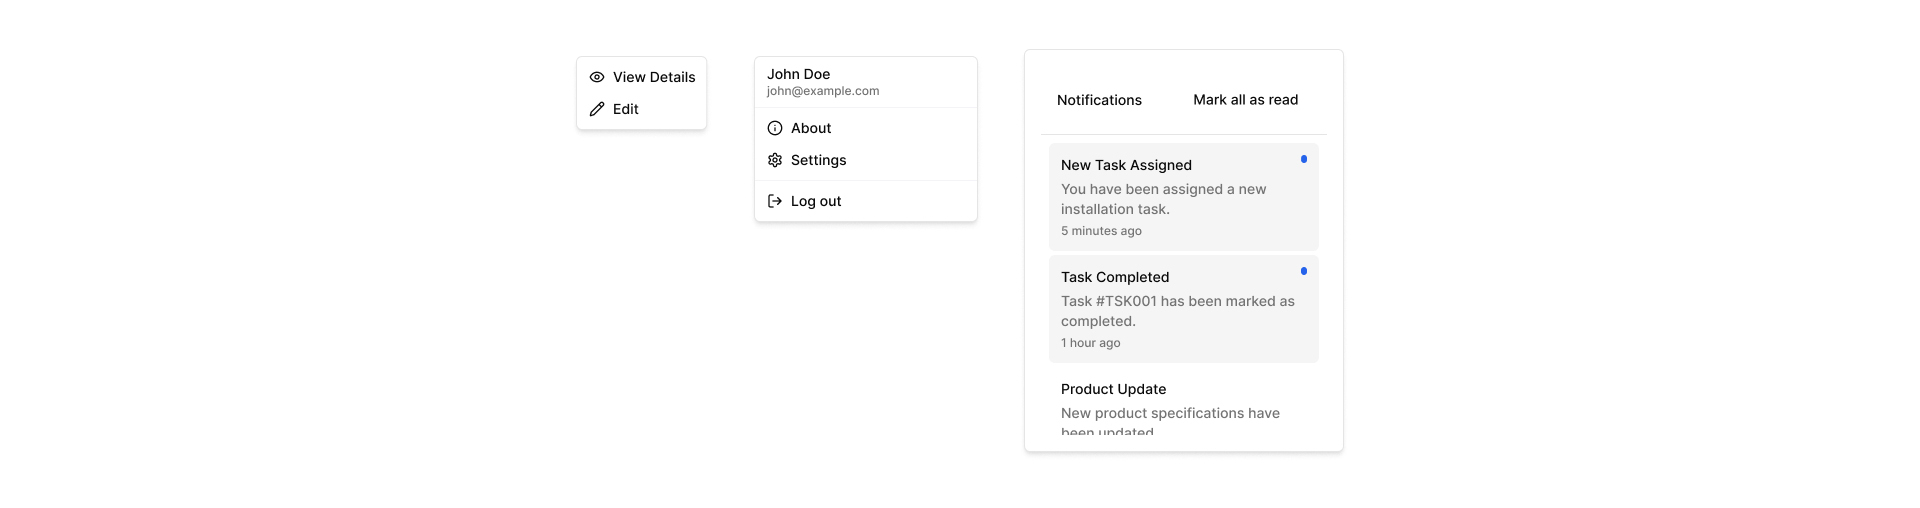 View Details
Edit
John Doe
john@example.com
About
Settings
Log out
Notifications
Mark all as read
New Task Assigned
You have been assigned a new
installation task.
5 minutes ago
Task Completed
Task #TSK001 has been marked as
completed.
1 hour ago
Product Update
New product specifications have
been updated.